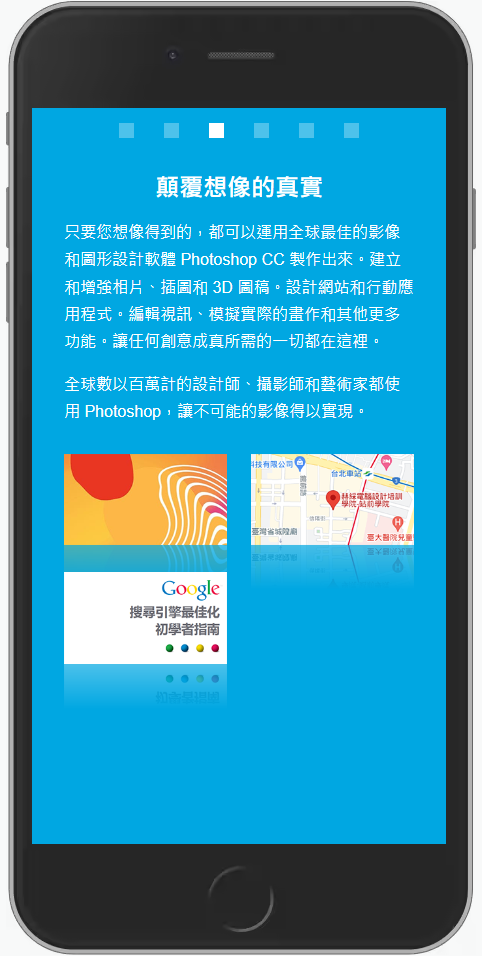 顛覆想像的真實
只要您想像得到的，都可以運用全球最佳的影像
和圖形設計軟體 Photoshop CC 製作出來。建立
和增強相片、插圖和 3D 圖稿。設計網站和行動應
用程式。編輯視訊、模擬實際的畫作和其他更多
功能。讓任何創意成真所需的一切都在這裡。
全球數以百萬計的設計師、攝影師和藝術家都使
用 Photoshop，讓不可能的影像得以實現。
科技有限公司
台北車站
林綵電腦設計培訓
學院-站前學院
臺灣省城隍廟
臺大醫院兒童
Google
搜尋引擎最佳化
初學者指南